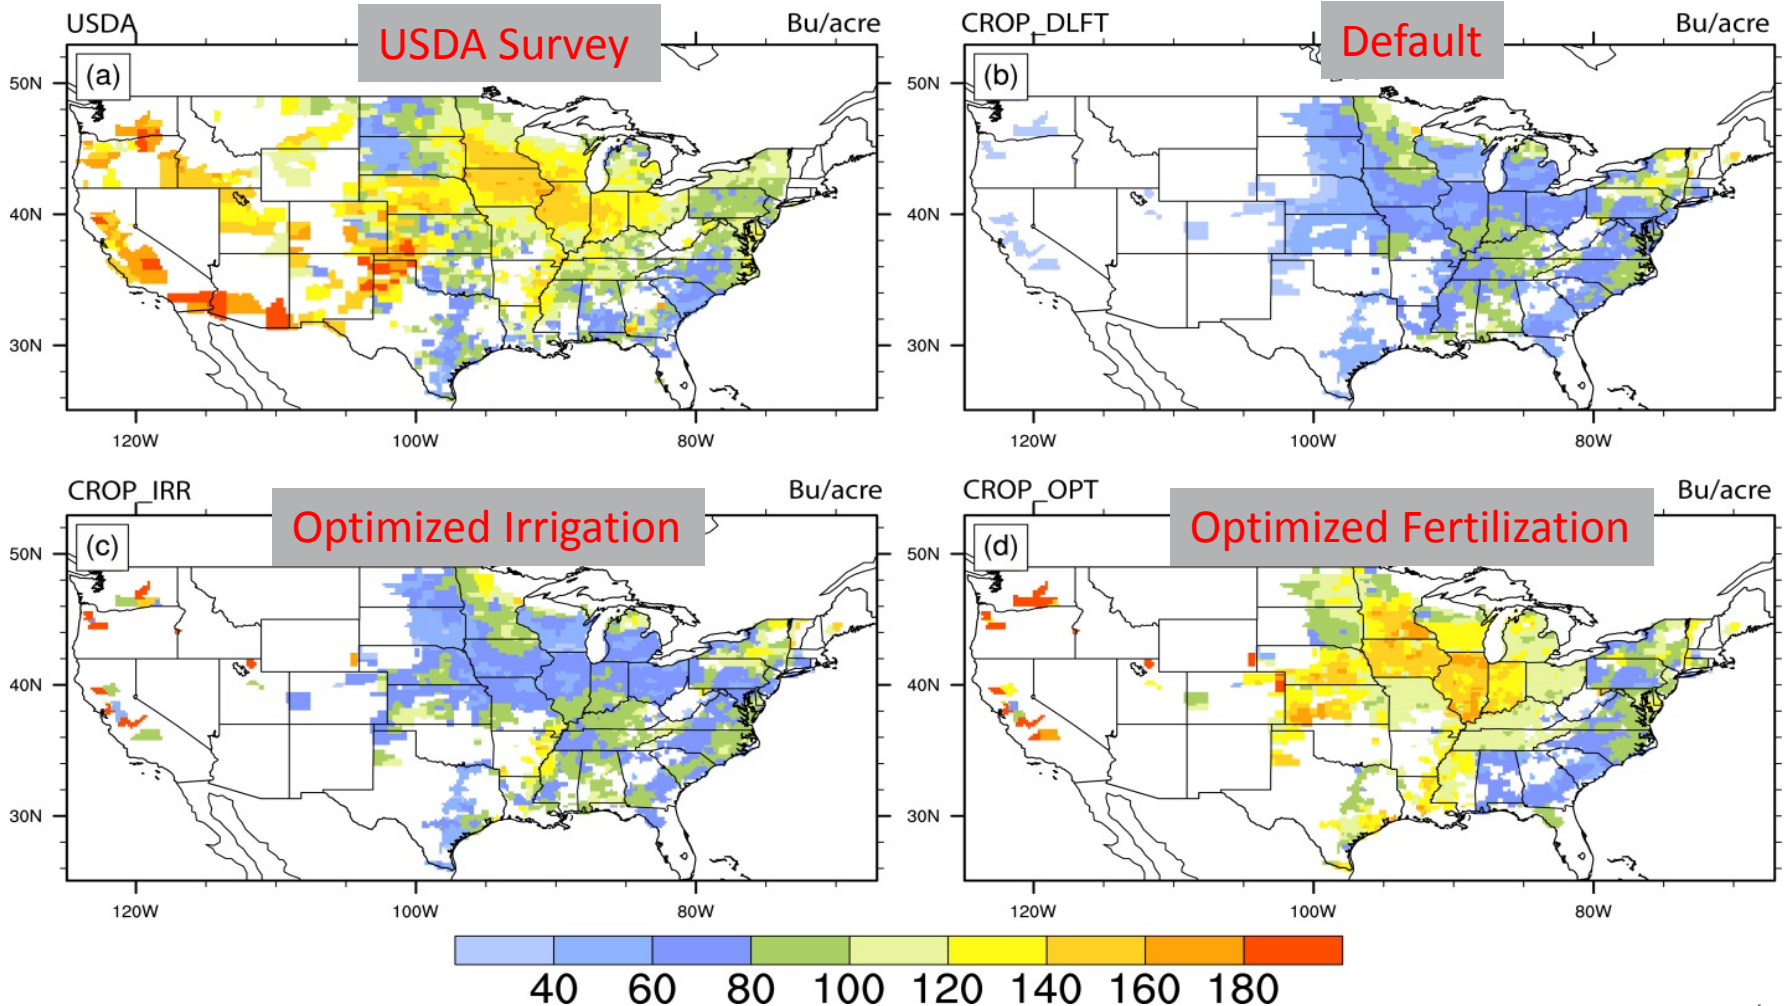 USDA
USDA Survey
Bu/acre
CROP_DLFT
Default
Bu/acre
(a)
(b)
50N
40N
30N
50N
40N
30N
120W
100W
80W
120W
100W
80W
CROP_IRR
Optimized Irrigation
Bu/acre
CROP_OPT
Optimized Fertilization
Bu/acre
(c)
(d)
50N
40N
30N
50N
40N
30N
120W
100W
80W
120W
100W
80W
40 60 80 100 120 140 160 180